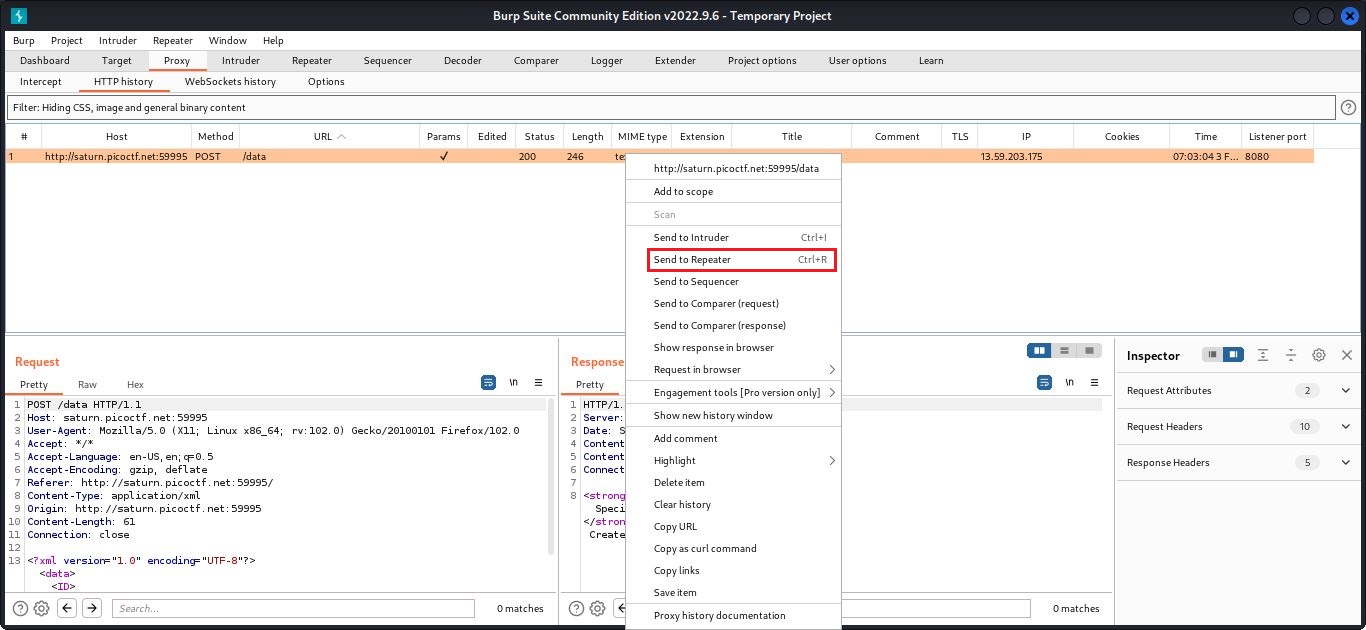 Burp Suite Community Edition v2022.9.6 - Temporary Project
Burp Project Intruder Repeater Window Help
Dashboard Target Proxy Intruder Repeater Sequencer Decoder Comparer Logger Extender Project options User options Learn
Intercept HTTP history WebSockets history Options
Filter: Hiding CSS, image and general binary content
# Host Method URL Params Edited Status Length MIME type Extension Title Comment TLS IP Cookies Time Listener port
1 http://saturn.picoctf.net:59995 POST /data ✓ 200 246 13.59.203.175 07:03:04 3 F... 8080
http://saturn.picoctf.net:59995/data
Add to scope
Scan
Send to Intruder Ctrl+I
Send to Repeater Ctrl+R
Send to Sequencer
Send to Comparer (request)
Send to Comparer (response)
Show response in browser
Request in browser
Engagement tools [Pro version only]
Show new history window
Add comment
Highlight
Delete item
Clear history
Copy URL
Copy as curl command
Copy links
Save item
Proxy history documentation
Request
Pretty Raw Hex \n
1 POST /data HTTP/1.1
2 Host: saturn.picoctf.net:59995
3 User-Agent: Mozilla/5.0 (X11; Linux x86_64; rv:102.0) Gecko/20100101 Firefox/102.0
4 Accept: */*
5 Accept-Language: en-US,en;q=0.5
6 Accept-Encoding: gzip, deflate
7 Referer: http://saturn.picoctf.net:59995/
8 Content-Type: application/xml
9 Origin: http://saturn.picoctf.net:59995
10 Content-Length: 61
11 Connection: close
12
13 <?xml version="1.0" encoding="UTF-8"?>
<data>
<ID>
Search... 0 matches
Response
Pretty \n
1 HTTP/1.
2 Server:
3 Date: S
4 Content
5 Content
6 Connect
7
8 <strong
Speci
</stron
Create
0 matches
Inspector
Request Attributes 2
Request Headers 10
Response Headers 5